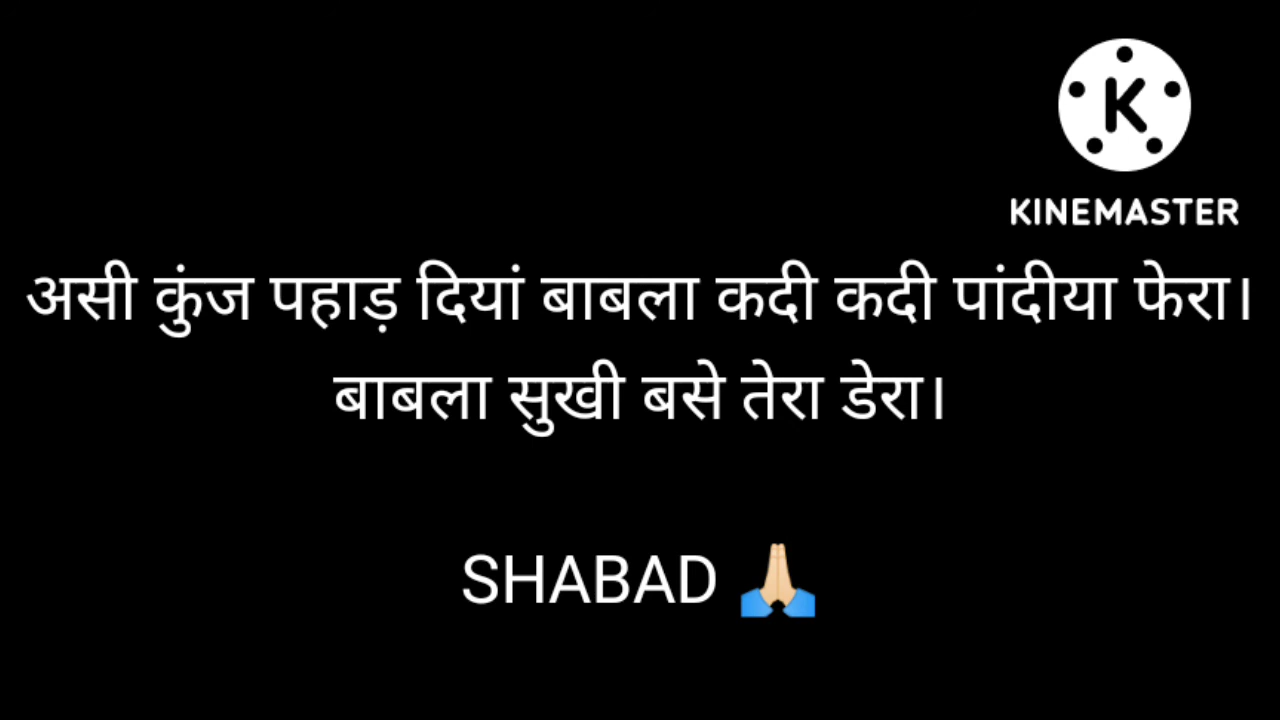 KINEMASTER
असी कुंज पहाड़ दियां बाबला कदी कदी पांदीया फेरा।
बाबला सुखी बसे तेरा डेरा।
SHABAD 🙏🏻